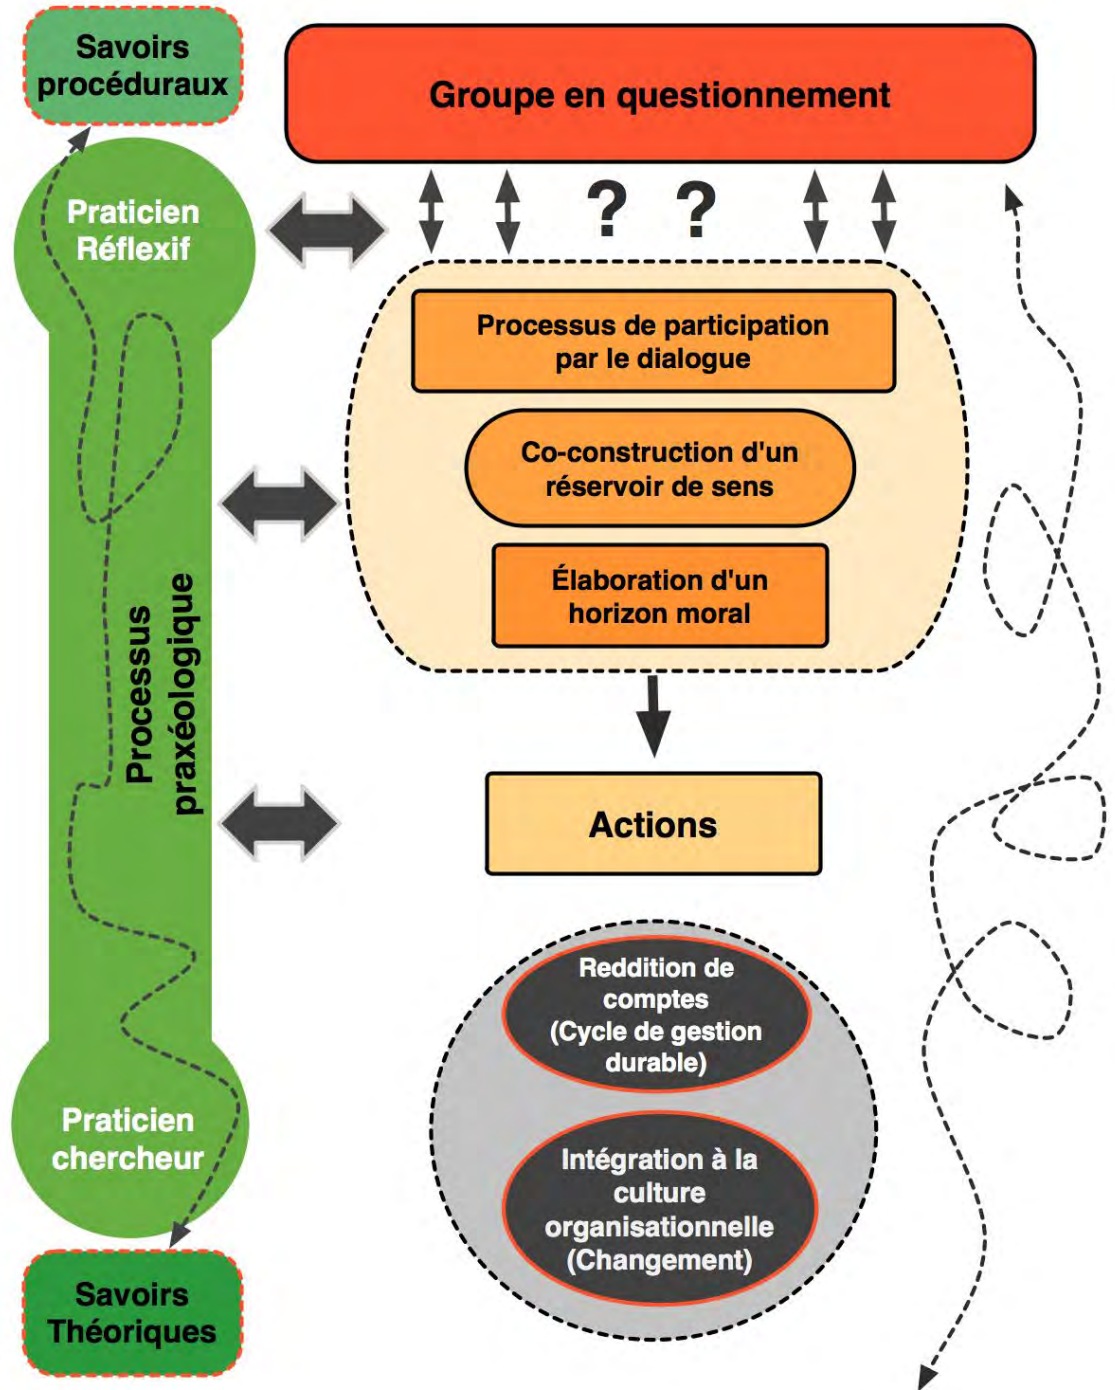 Savoirs
procéduraux
Groupe en questionnement
Praticien
Réflexif
? ?
Processus de participation
par le dialogue
Co-construction d'un
réservoir de sens
Élaboration d'un
horizon moral
Processus
praxéologique
Actions
Reddition de
comptes
(Cycle de gestion
durable)
Praticien
chercheur
Intégration à la
culture
organisationnelle
(Changement)
Savoirs
Théoriques